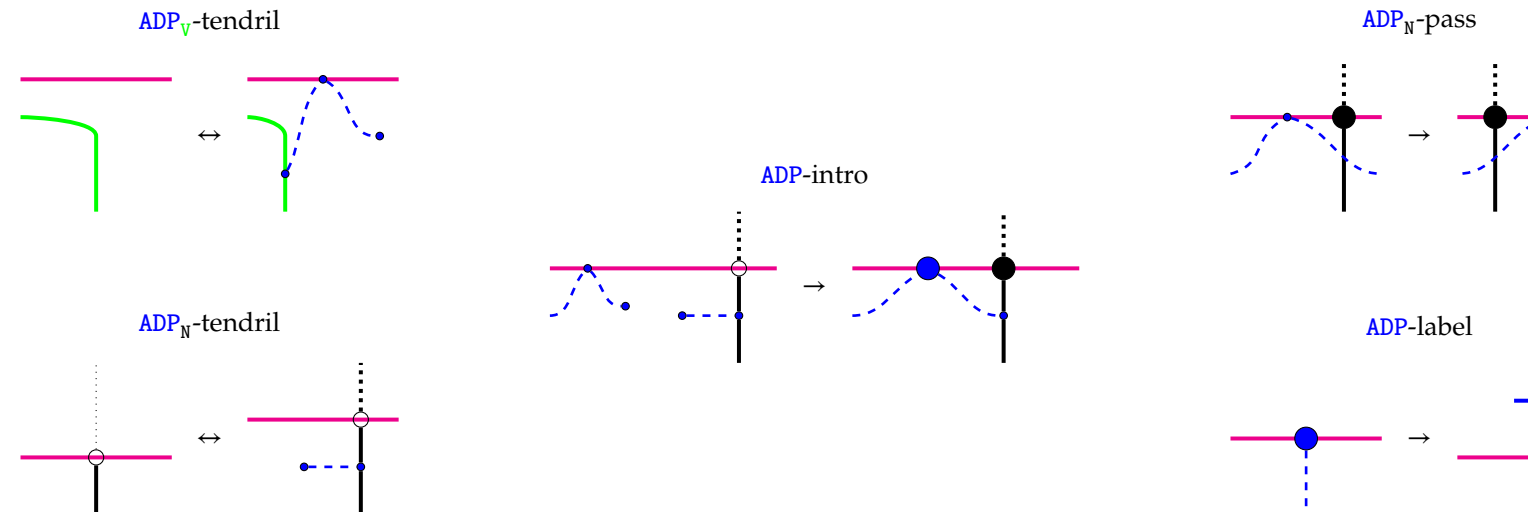 ADP_V-tendril
ADP_N-pass
↔
→
ADP-intro
→
ADP_N-tendril
ADP-label
↔
→